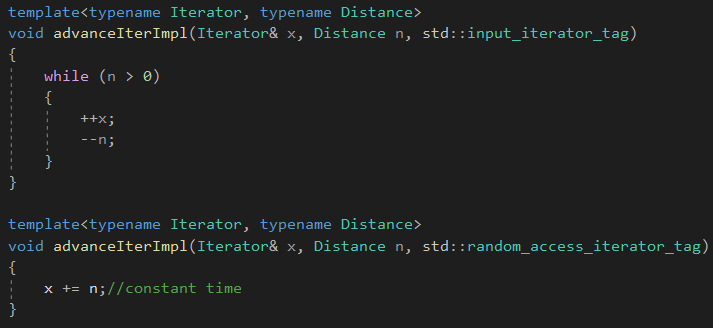 template<typename Iterator, typename Distance>
void advanceIterImpl(Iterator& x, Distance n, std::input_iterator_tag)
{
    while (n > 0)
    {
        ++x;
        --n;
    }
}

template<typename Iterator, typename Distance>
void advanceIterImpl(Iterator& x, Distance n, std::random_access_iterator_tag)
{
    x += n;//constant time
}